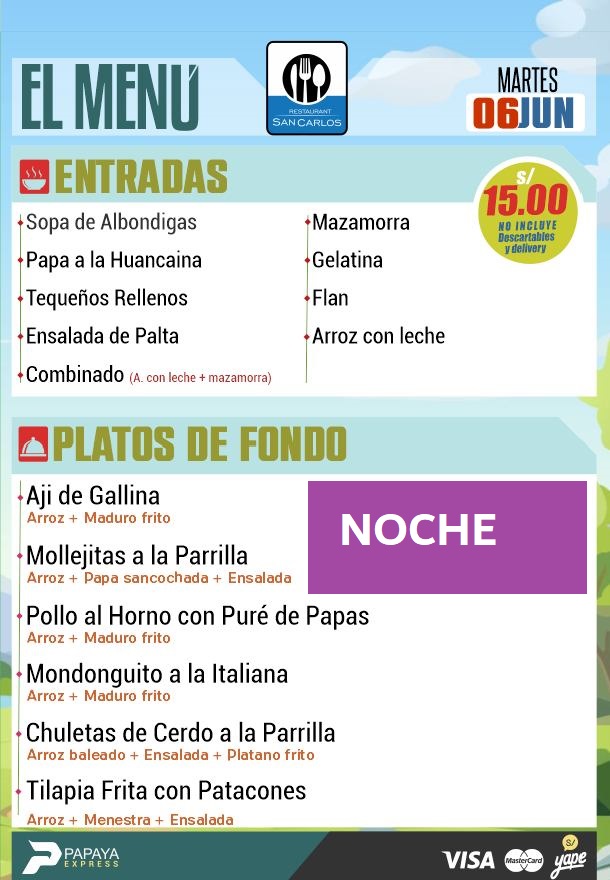 EL MENÚ
RESTAURANT
SAN CARLOS
MARTES
06JUN
ENTRADAS
S/
15.00
NO INCLUYE
Descartables
y delivery
Sopa de Albondigas
Papa a la Huancaina
Tequeños Rellenos
Ensalada de Palta
Combinado (A. con leche + mazamorra)
Mazamorra
Gelatina
Flan
Arroz con leche
PLATOS DE FONDO
NOCHE
Aji de Gallina
Arroz + Maduro frito
Mollejitas a la Parrilla
Arroz + Papa sancochada + Ensalada
Pollo al Horno con Puré de Papas
Arroz + Maduro frito
Mondonguito a la Italiana
Arroz + Maduro frito
Chuletas de Cerdo a la Parrilla
Arroz baleado + Ensalada + Platano frito
Tilapia Frita con Patacones
Arroz + Menestra + Ensalada
PAPAYA
EXPRESS
VISA
MasterCard
S/
yape